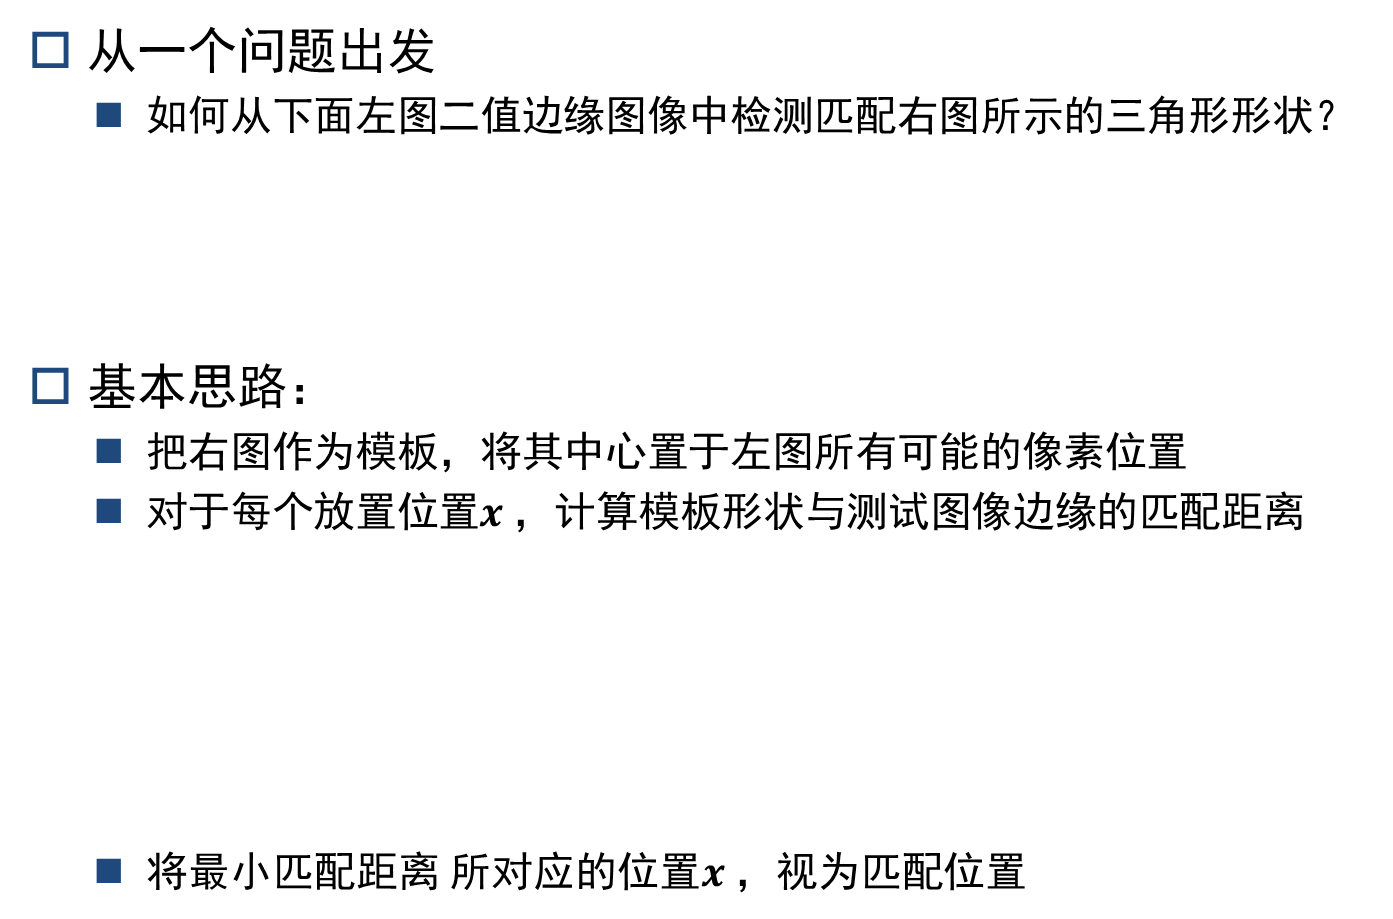 从一个问题出发
如何从下面左图二值边缘图像中检测匹配右图所示的三角形形状？
基本思路：
把右图作为模板，将其中心置于左图所有可能的像素位置
对于每个放置位置x，计算模板形状与测试图像边缘的匹配距离
将最小匹配距离 所对应的位置x，视为匹配位置